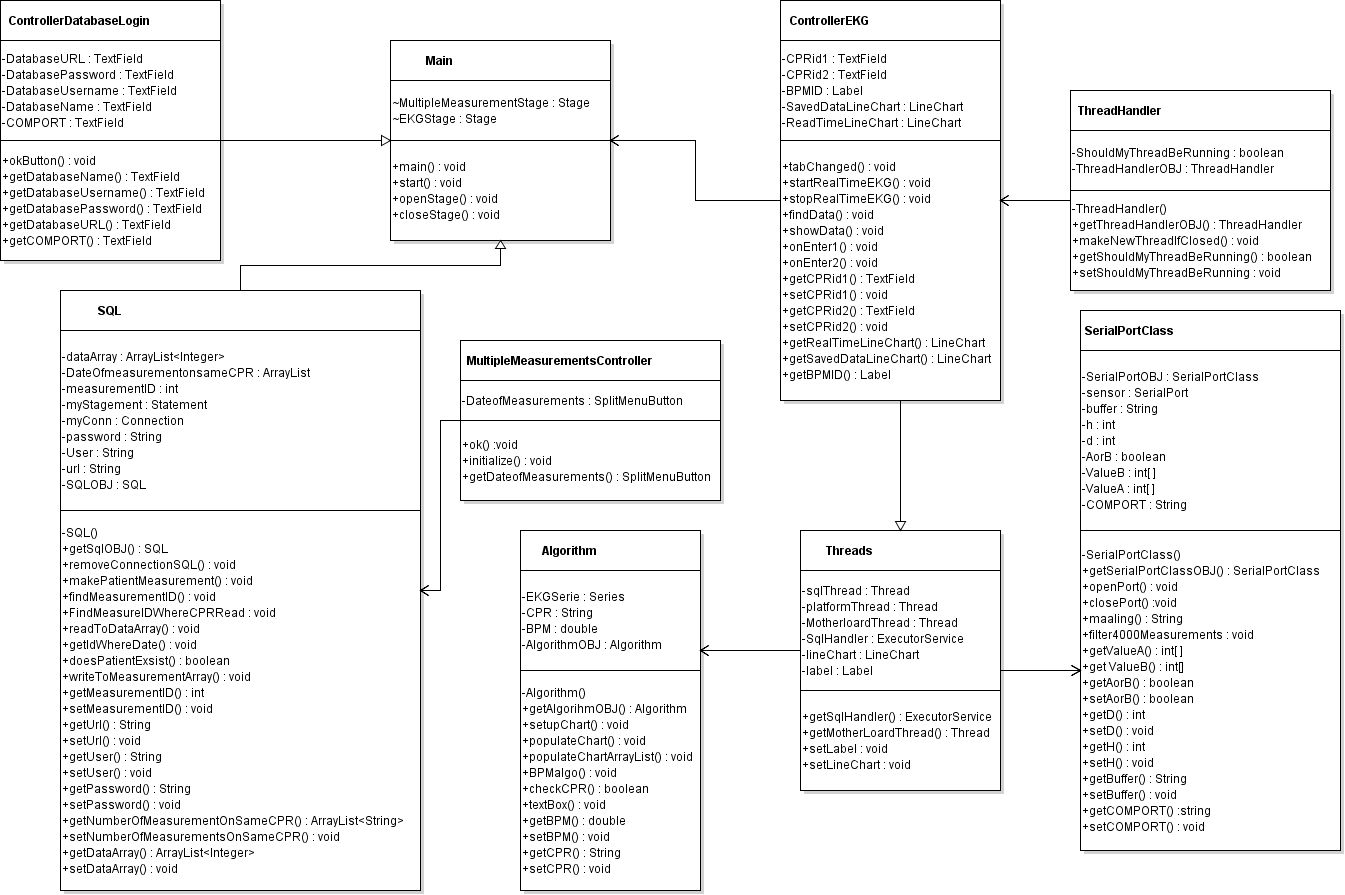 ControllerDatabaseLogin
-DatabaseURL : TextField
-DatabasePassword : TextField
-DatabaseUsername : TextField
-DatabaseName : TextField
-COMPORT : TextField
+okButton() : void
+getDatabaseName() : TextField
+getDatabaseUsername() : TextField
+getDatabasePassword() : TextField
+getDatabaseURL() : TextField
+getCOMPORT() : TextField
Main
~MultipleMeasurementStage : Stage
~EKGStage : Stage
+main() : void
+start() : void
+openStage() : void
+closeStage() : void
ControllerEKG
-CPRid1 : TextField
-CPRid2 : TextField
-BPMID : Label
-SavedDataLineChart : LineChart
-ReadTimeLineChart : LineChart
+tabChanged() : void
+startRealTimeEKG() : void
+stopRealTimeEKG() : void
+findData() : void
+showData() : void
+onEnter1() : void
+onEnter2() : void
+getCPRid1() : TextField
+setCPRid1() : void
+getCPRid2() : TextField
+setCPRid2() : void
+getRealTimeLineChart() : LineChart
+getSavedDataLineChart() : LineChart
+getBPMID() : Label
ThreadHandler
-ShouldMyThreadBeRunning : boolean
-ThreadHandlerOBJ : ThreadHandler
-ThreadHandler()
+getThreadHandlerOBJ() : ThreadHandler
+makeNewThreadIfClosed() : void
+getShouldMyThreadBeRunning() : boolean
+setShouldMyThreadBeRunning : void
SQL
-dataArray : ArrayList<Integer>
-DateOfmeasurementonsameCPR : ArrayList
-measurementID : int
-myStagement : Statement
-myConn : Connection
-password : String
-User : String
-url : String
-SQLOBJ : SQL
-SQL()
+getSqlOBJ() : SQL
+removeConnectionSQL() : void
+makePatientMeasurement() : void
+findMeasurementID() : void
+FindMeasureIDWhereCPRRead : void
+readToDataArray() : void
+getIdWhereDate() : void
+doesPatientExsist() : boolean
+writeToMeasurementArray() : void
+getMeasurementID() : int
+setMeasurementID() : void
+getUrl() : String
+setUrl() : void
+getUser() : String
+setUser() : void
+getPassword() : String
+setPassword() : void
+getNumberOfMeasurementOnSameCPR() : ArrayList<String>
+setNumberOfMeasurementsOnSameCPR() : void
+getDataArray() : ArrayList<Integer>
+setDataArray() : void
MultipleMeasurementsController
-DateofMeasurements : SplitMenuButton
+ok() :void
+initialize() : void
+getDateofMeasurements() : SplitMenuButton
Algorithm
-EKGSerie : Series
-CPR : String
-BPM : double
-AlgorithmOBJ : Algorithm
-Algorithm()
+getAlgorihmOBJ() : Algorithm
+setupChart() : void
+populateChart() : void
+populateChartArrayList() : void
+BPMalgo() : void
+checkCPR() : boolean
+textBox() : void
+getBPM() : double
+setBPM() : void
+getCPR() : String
+setCPR() : void
Threads
-sqlThread : Thread
-platformThread : Thread
-MotherloardThread : Thread
-SqlHandler : ExecutorService
-lineChart : LineChart
-label : Label
+getSqlHandler() : ExecutorService
+getMotherLoardThread() : Thread
+setLabel : void
+setLineChart : void
SerialPortClass
-SerialPortOBJ : SerialPortClass
-sensor : SerialPort
-buffer : String
-h : int
-d : int
-AorB : boolean
-ValueB : int[ ]
-ValueA : int[ ]
-COMPORT : String
-SerialPortClass()
+getSerialPortClassOBJ() : SerialPortClass
+openPort() : void
+closePort() :void
+maaling() : String
+filter4000Measurements : void
+getValueA() : int[ ]
+get ValueB() : int[]
+getAorB() : boolean
+setAorB() : boolean
+getD() : int
+setD() : void
+getH() : int
+setH() : void
+getBuffer() : String
+setBuffer() : void
+getCOMPORT() :string
+setCOMPORT() : void